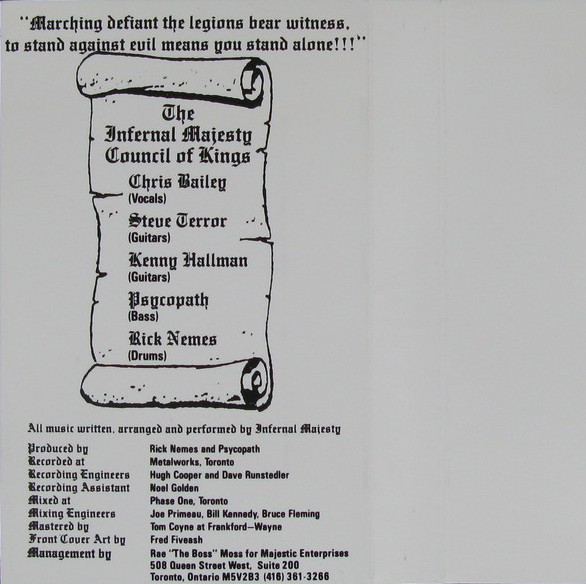 "Marching defiant the legions bear witness,
to stand against evil means you stand alone!!!"
The
Infernal Majesty
Council of Kings
Chris Bailey
(Vocals)
Steve Terror
(Guitars)
Kenny Hallman
(Guitars)
Psycopath
(Bass)
Rick Nemes
(Drums)
All music written, arranged and performed by Infernal Majesty
Produced by Rick Nemes and Psycopath
Recorded at Metalworks, Toronto
Recording Engineers Hugh Cooper and Dave Runstedler
Recording Assistant Noel Golden
Mixed at Phase One, Toronto
Mixing Engineers Joe Primeau, Bill Kennedy, Bruce Fleming
Mastered by Tom Coyne at Frankford–Wayne
Front Cover Art by Fred Fiveash
Management by Rae "The Boss" Moss for Majestic Enterprises
508 Queen Street West, Suite 200
Toronto, Ontario M5V2B3 (416) 361-3266